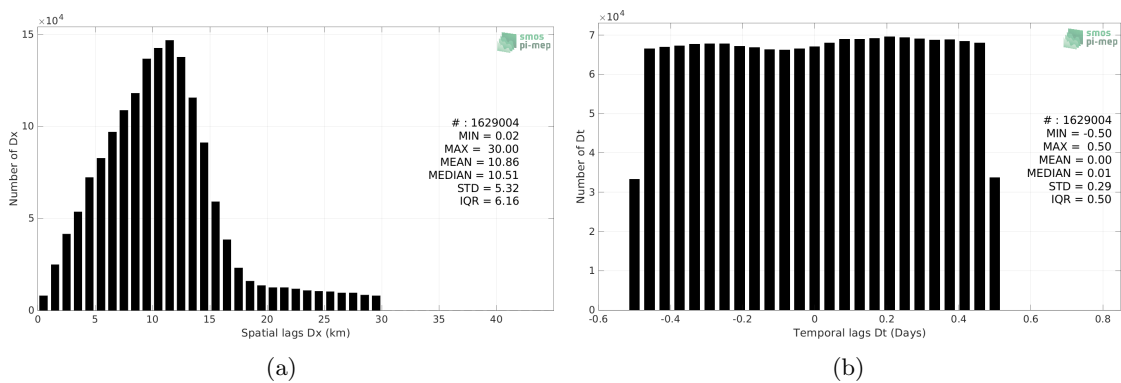 ×10⁴
15
10
5
0
Number of Dx
0 5 10 15 20 25 30 35 40
Spatial lags Dx (km)
smos
pi-mep
# : 1629004
MIN = 0.02
MAX = 30.00
MEAN = 10.86
MEDIAN = 10.51
STD = 5.32
IQR = 6.16
(a)
×10⁴
7
6
5
4
3
2
1
0
Number of Dt
-0.6 -0.4 -0.2 0 0.2 0.4 0.6 0.8
Temporal lags Dt (Days)
smos
pi-mep
# : 1629004
MIN = -0.50
MAX = 0.50
MEAN = 0.00
MEDIAN = 0.01
STD = 0.29
IQR = 0.50
(b)